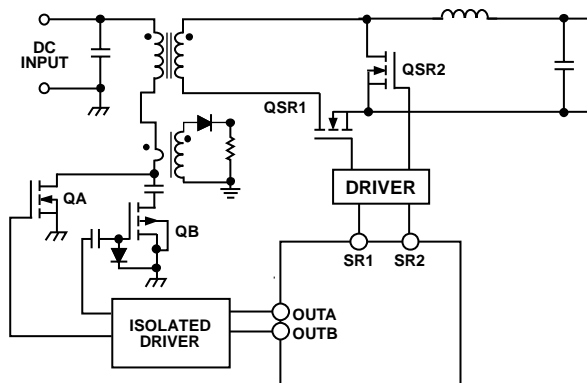 DC
INPUT
QSR2
QSR1
QA
QB
DRIVER
SR1 SR2
ISOLATED
DRIVER
OUTA
OUTB